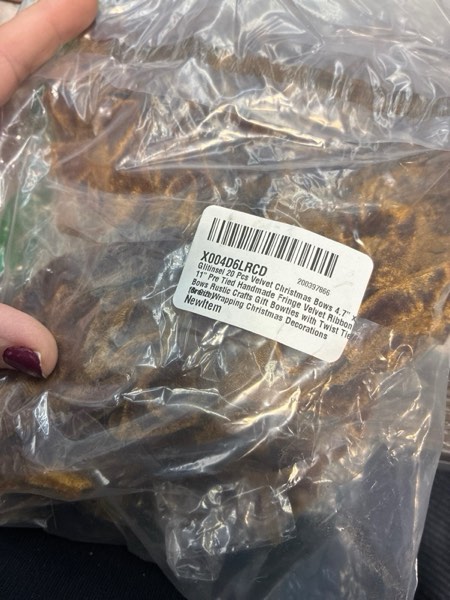 X004D6LRCD
200397866
Glitinsel 20 Pcs Velvet Christmas Bows 4.7" x
11" Pre Tied Handmade Fringe Velvet Ribbon
Bows Rustic Crafts Gift Bowties with Twist Tie
Wrapping Christmas Decorations
NewItem